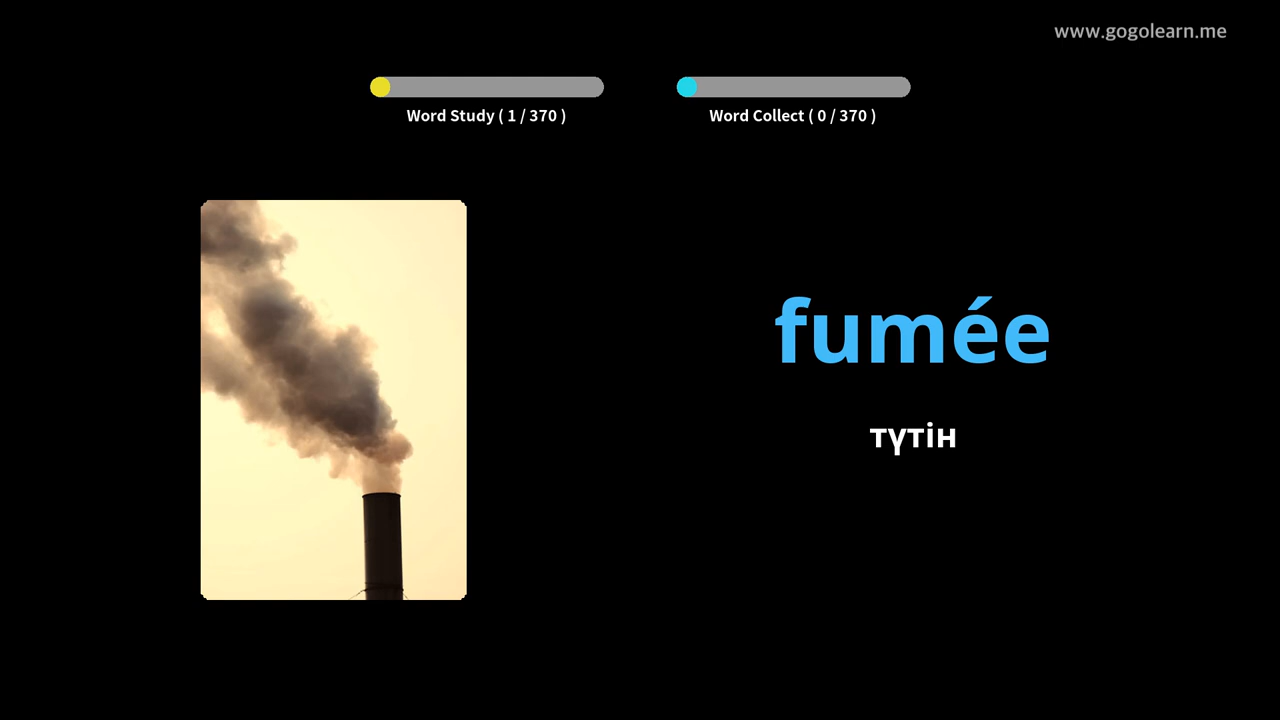 www.gogolearn.me
Word Study ( 1 / 370 )
Word Collect ( 0 / 370 )
fumée
түтін